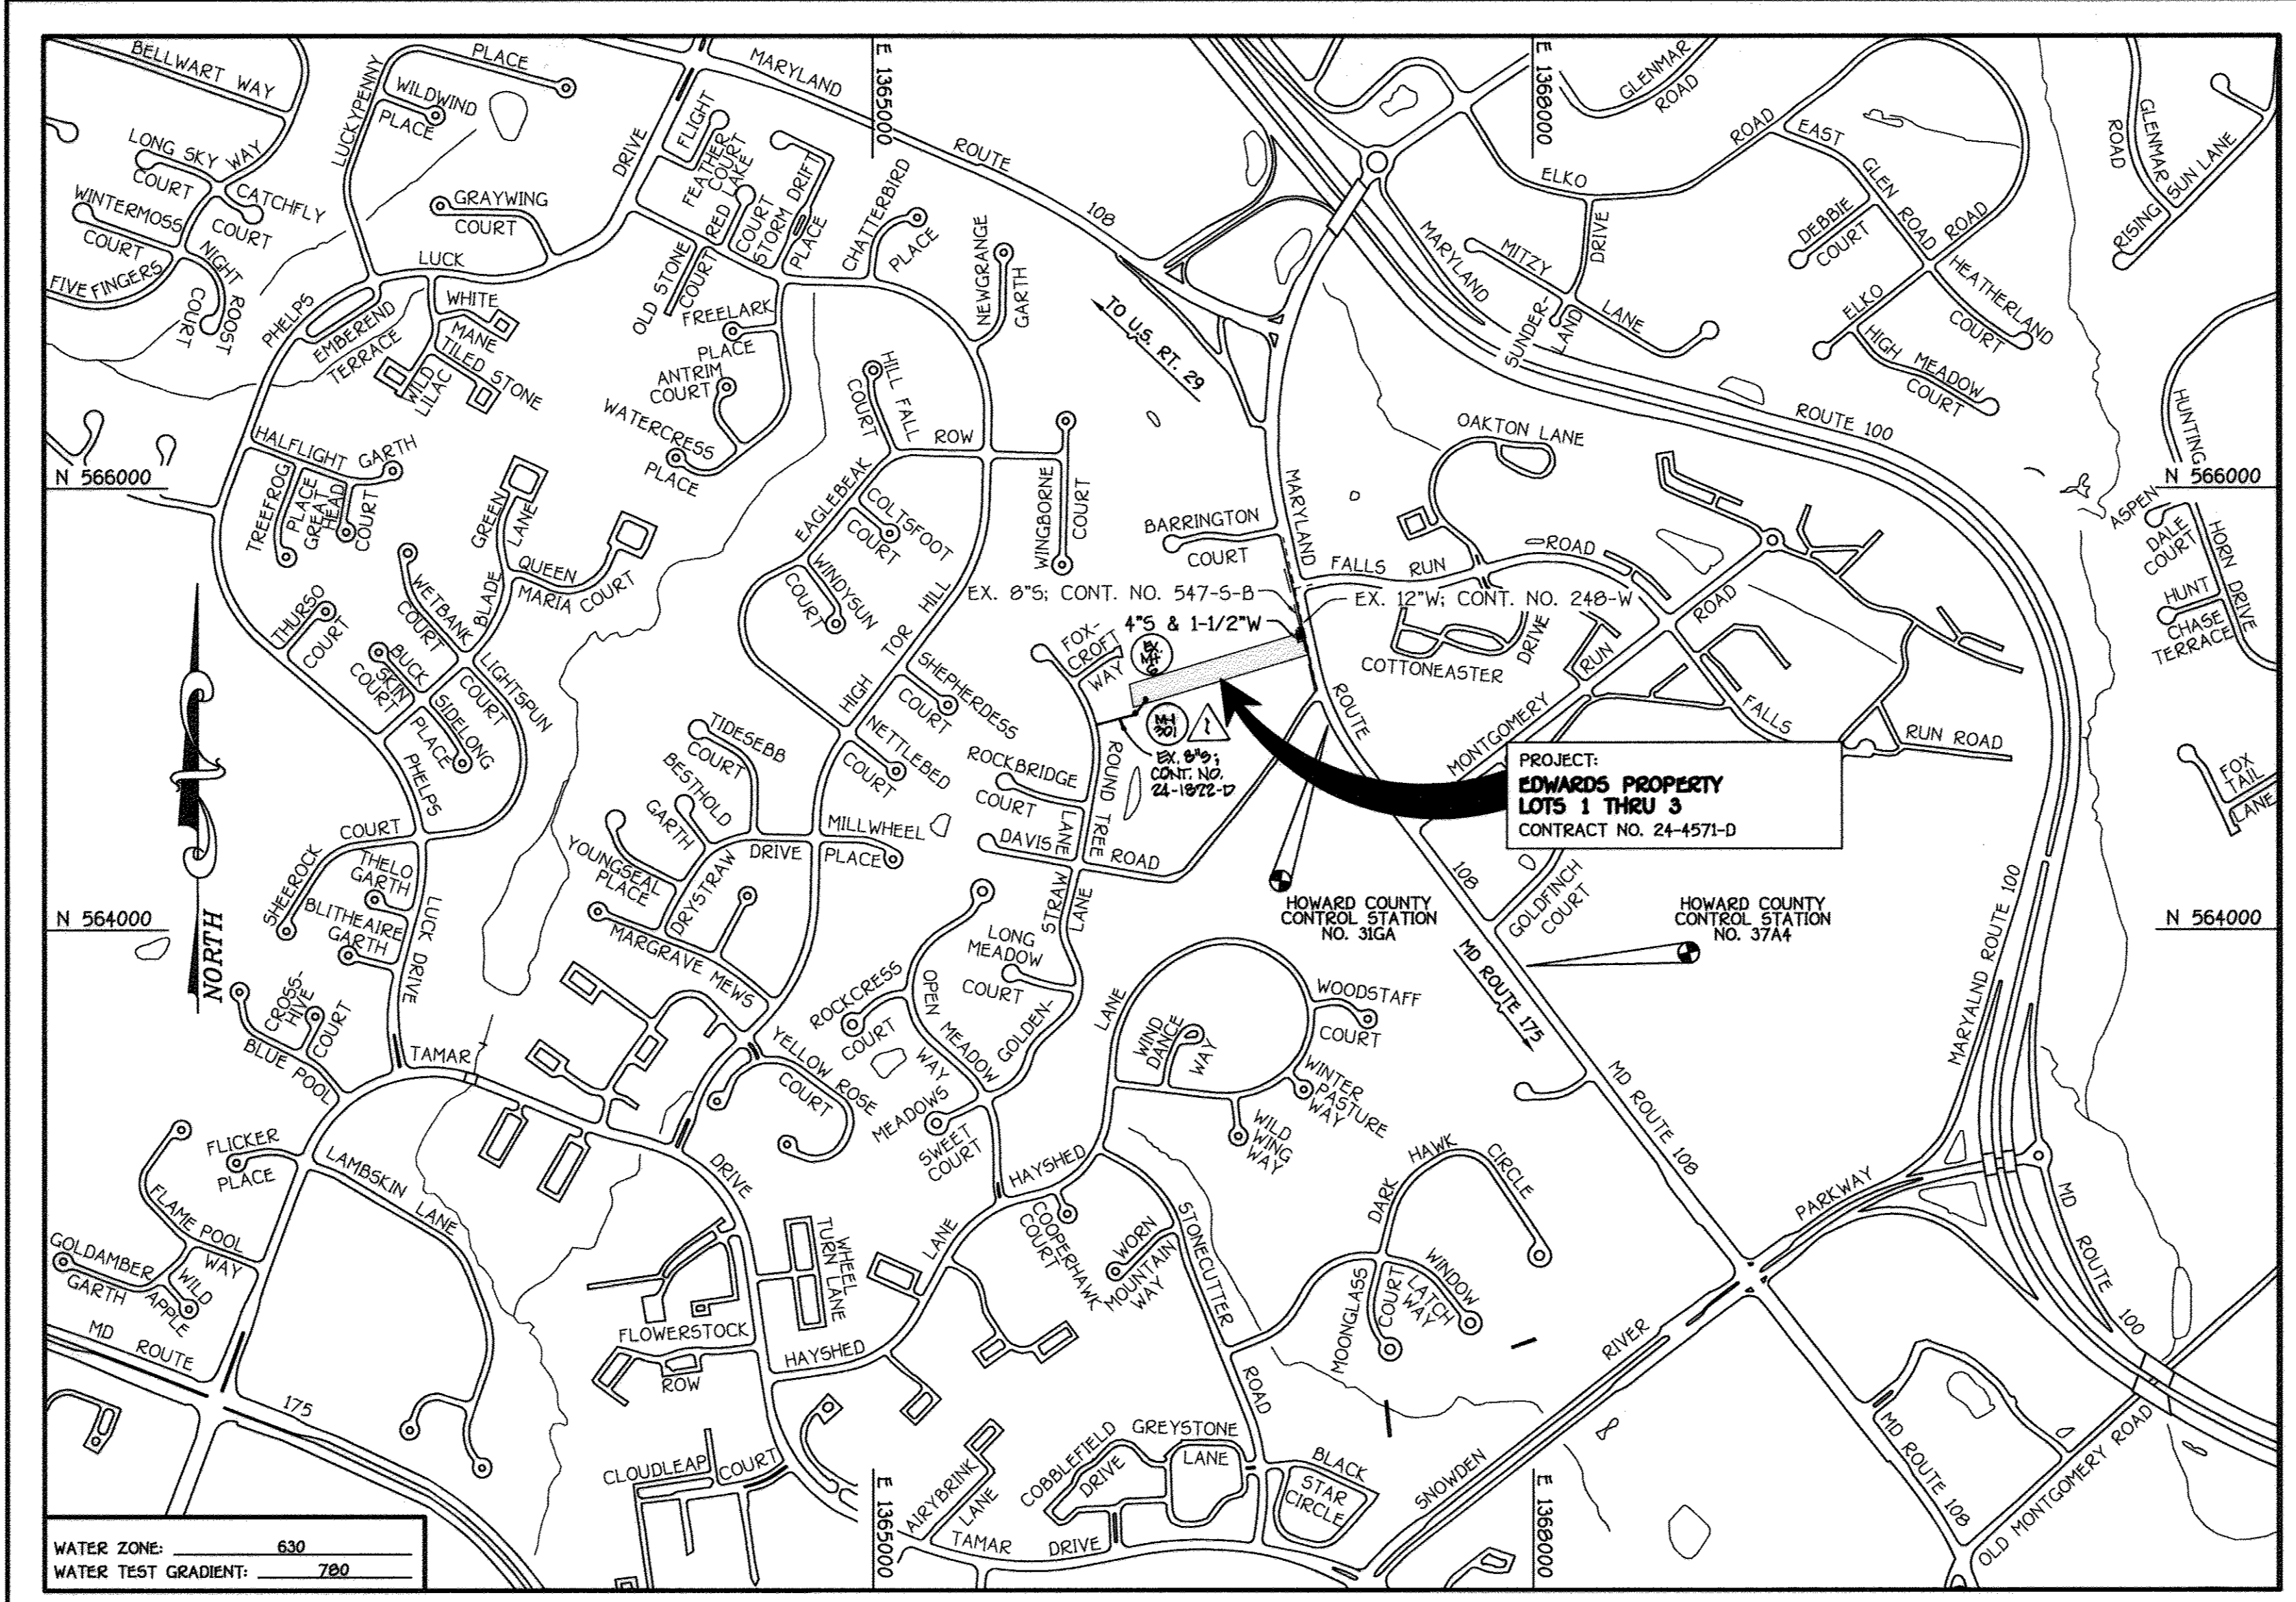 BELLWART WAY
LUCKYPENNY
PLACE
WILDWIND
PLACE
LONG SKY WAY
COURT
WINTERMOSS
COURT
CATCHFLY
COURT
FIVE FINGERS
NIGHT ROOST
COURT
GRAYWING
COURT
LUCK
DRIVE
PHELPS
EMBEREND
TERRACE
WHITE
MANE
TILED STONE
WILD
LILAC
FLIGHT
FEATHER
COURT
RED LAKE
COURT
STORM DRIFT
PLACE
OLD STONE
COURT
FREELARK
PLACE
ANTRIM
COURT
WATERCRESS
PLACE
CHATTERBIRD
PLACE
NEWGRANGE
GARTH
MARYLAND
ROUTE
108
E 1365000
E 1368000
TO U.S. RT. 29
GLENMAR
ROAD
ELKO
ROAD
EAST
GLEN
ROAD
ROAD
DEBBIE
COURT
MITZY
LANE
DRIVE
SUNDER-
LAND
MARYLAND
ROUTE 100
ELKO
HEATHERLAND
COURT
HIGH MEADOW
COURT
GLENMAR
ROAD
RISING SUN LANE
HUNTING
HORN DRIVE
N 566000
N 566000
ASPEN
DALE
COURT
HUNT
CHASE
TERRACE
FOX
TAIL
LANE
HALFLIGHT GARTH
TREEFROG
PLACE
GREAT
HEAD
COURT
GREEN
LANE
QUEEN
MARIA COURT
BLADE
WETBANK
COURT
THURSO
COURT
BUCK
SKIN
COURT
SIDELONG
PLACE
LIGHTSPUN
COURT
PHELPS
HILL FALL
COURT
ROW
EAGLEBEAK
COLTSFOOT
COURT
WINDYSUN
COURT
WINGBORNE
COURT
HIGH TOR HILL
SHEPHERDESS
COURT
NETTLEBED
COURT
BARRINGTON
COURT
MARYLAND
ROUTE
108
OAKTON LANE
FALLS RUN
ROAD
EX. 8"S; CONT. NO. 547-S-B
EX. 12"W; CONT. NO. 248-W
4"S & 1-1/2"W
FOX-
CROFT
WAY
EX.
MH
6
MH
301
1
EX. 8"S;
CONT. NO.
24-1822-D
COTTONEASTER
DRIVE
MONTGOMERY
RUN
ROAD
FALLS
RUN ROAD
PROJECT:
EDWARDS PROPERTY
LOTS 1 THRU 3
CONTRACT NO. 24-4571-D
ROUND TREE
LANE
ROCKBRIDGE
COURT
DAVIS
ROAD
STRAW
LANE
TIDESEBB
COURT
BESTHOLD
GARTH
YOUNGSEAL
PLACE
DRYSTRAW
DRIVE
MILLWHEEL
PLACE
MARGRAVE MEWS
COURT
SHEEROCK
THELO
GARTH
BLITHEAIRE
GARTH
LUCK DRIVE
N 564000
N 564000
NORTH
HOWARD COUNTY
CONTROL STATION
NO. 31GA
HOWARD COUNTY
CONTROL STATION
NO. 37A4
GOLDFINCH
COURT
MD ROUTE 175
MD ROUTE 108
LONG
MEADOW
COURT
GOLDEN-
ROCKCRESS
COURT
OPEN
MEADOW
WAY
MEADOWS
SWEET
COURT
YELLOW ROSE
COURT
CROSS-
HIVE
COURT
BLUE POOL
TAMAR
DRIVE
FLICKER
PLACE
LAMBSKIN
LANE
FLAME POOL
WAY
GOLDAMBER
GARTH
WILD
APPLE
MD
ROUTE
175
LANE
WIND
DANCE
WAY
WOODSTAFF
COURT
WINTER
PASTURE
WAY
WILD
WING
WAY
HAYSHED
LANE
COOPERHAWK
COURT
WORN
MOUNTAIN
WAY
STONECUTTER
ROAD
DARK
HAWK
CIRCLE
MOONGLASS
COURT
WINDOW
LATCH
WAY
WHEEL
TURN LANE
FLOWERSTOCK
ROW
HAYSHED
CLOUDLEAP
COURT
AIRYBRINK
LANE
COBBLEFIELD
DRIVE
GREYSTONE
LANE
BLACK
STAR
CIRCLE
TAMAR
DRIVE
SNOWDEN
RIVER
PARKWAY
MARYALND ROUTE 100
MD
ROUTE
100
MD ROUTE 108
OLD MONTGOMERY ROAD
E 1365000
E 1368000
WATER ZONE: 630
WATER TEST GRADIENT: 780